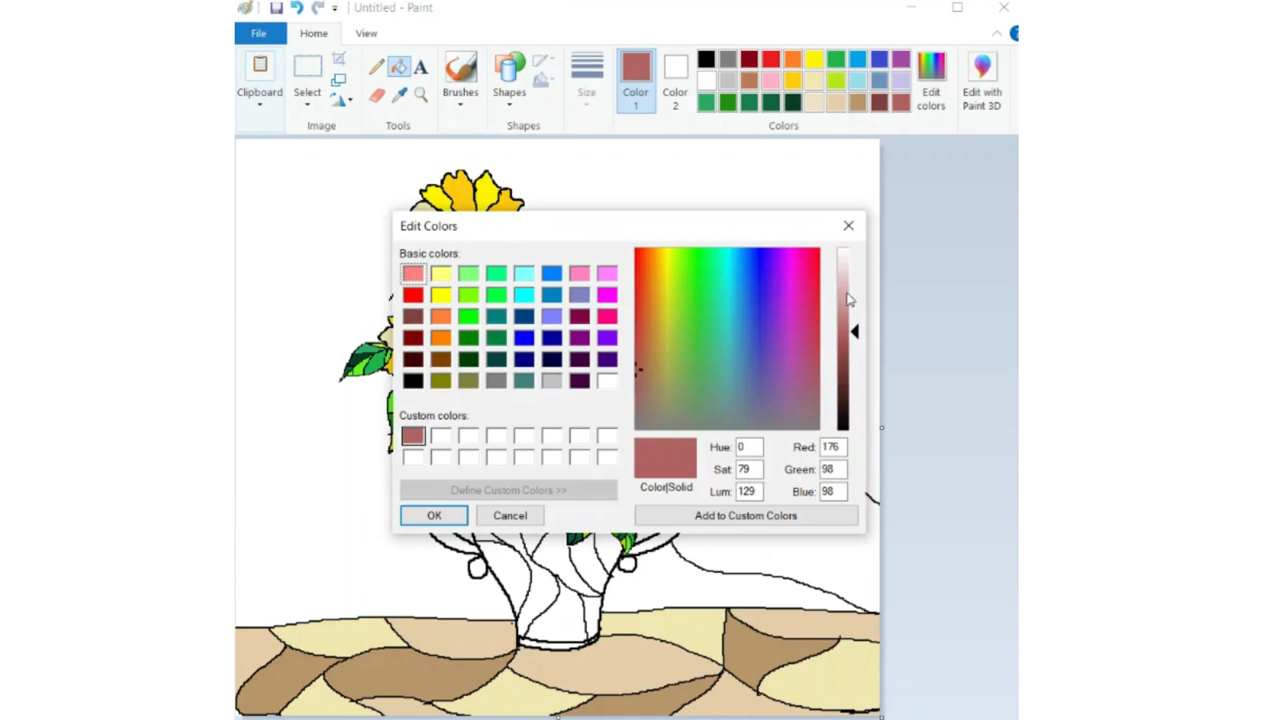 Untitled - Paint
File Home View
Clipboard Select Brushes Shapes Size Color 1 Color 2 Edit colors Edit with Paint 3D
Image Tools Shapes Colors
Edit Colors
Basic colors:
Custom colors:
Hue: 0 Red: 176
Sat: 79 Green: 98
Color|Solid
Lum: 129 Blue: 98
Define Custom Colors >>
OK Cancel Add to Custom Colors